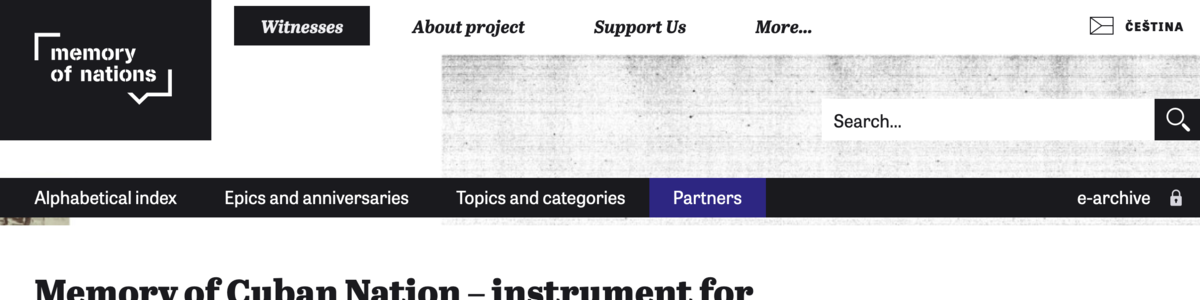 memory
of nations
Witnesses
About project
Support Us
More...
ČEŠTINA
Search...
Alphabetical index
Epics and anniversaries
Topics and categories
Partners
e-archive
Memory of Cuban Nation – instrument for